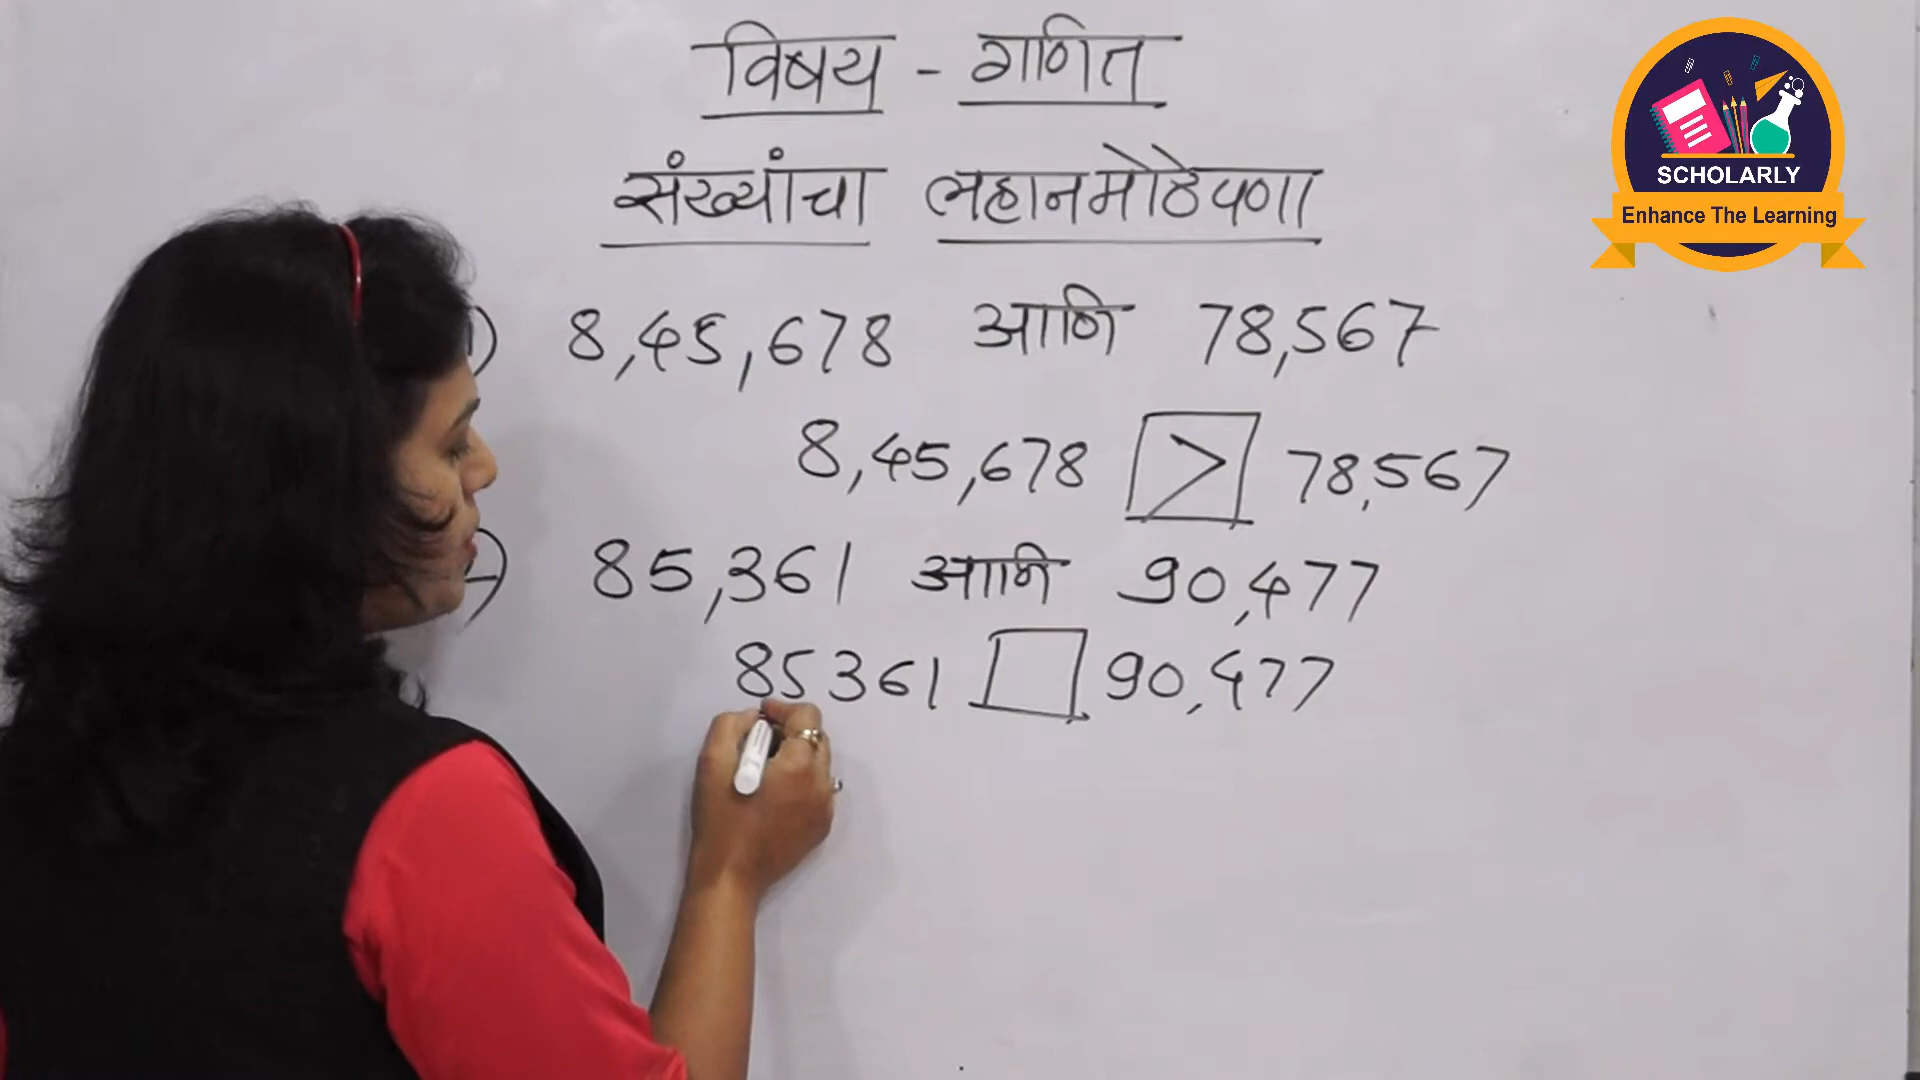 विषय - गणित
संख्यांचा लहानमोठेपणा
8,45,678 आणि 78,567
8,45,678 > 78,567
85,361 आणि 90,477
85361 90,477
SCHOLARLY
Enhance The Learning